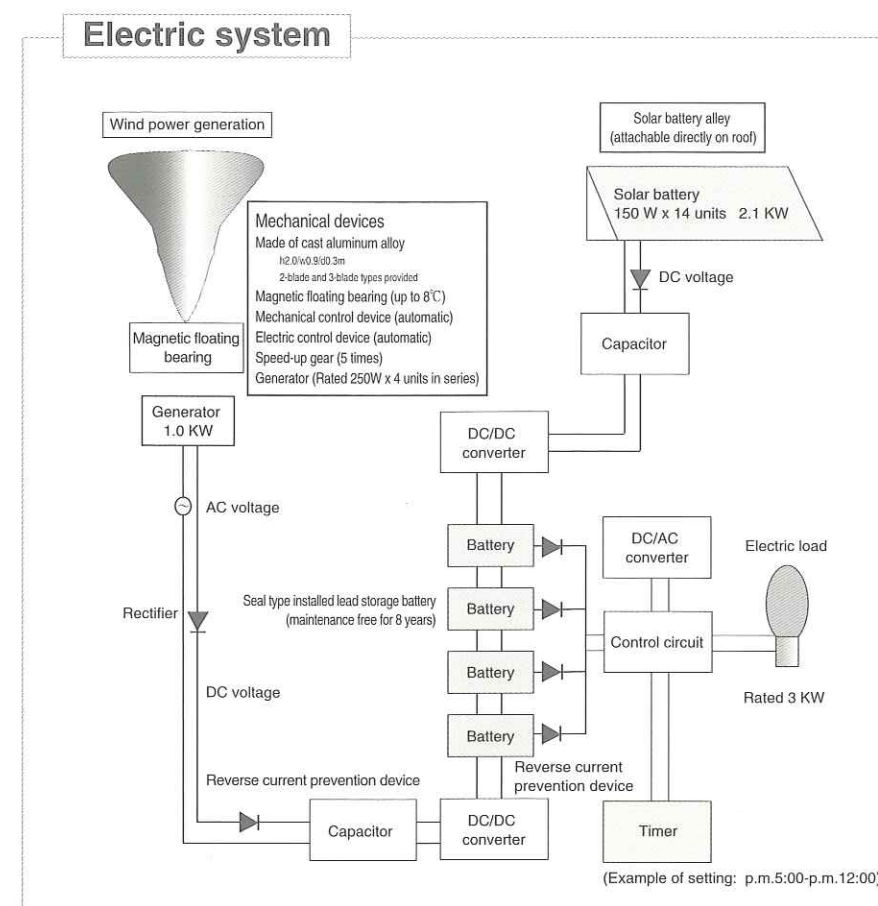 Electric system
Wind power generation
Solar battery alley
(attachable directly on roof)
Solar battery
150 W x 14 units 2.1 KW
Mechanical devices
Made of cast aluminum alloy
h2.0/w0.9/d0.3m
2-blade and 3-blade types provided
Magnetic floating bearing (up to 8℃)
Mechanical control device (automatic)
Electric control device (automatic)
Speed-up gear (5 times)
Generator (Rated 250W x 4 units in series)
DC voltage
Magnetic floating
bearing
Capacitor
Generator
1.0 KW
DC/DC
converter
AC voltage
Battery
DC/AC
converter
Electric load
Rectifier
Seal type installed lead storage battery
(maintenance free for 8 years)
Battery
Control circuit
Battery
DC voltage
Rated 3 KW
Battery
Reverse current
prevention device
Reverse current prevention device
Capacitor
DC/DC
converter
Timer
(Example of setting: p.m.5:00-p.m.12:00)